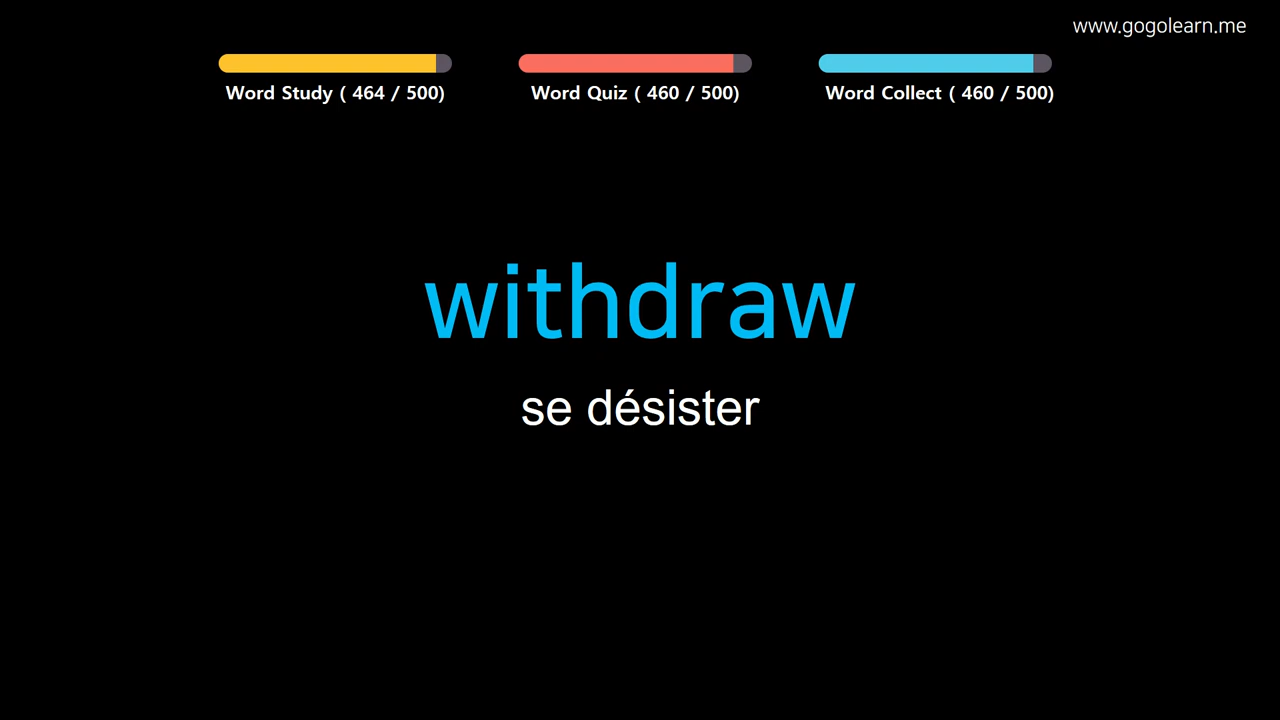 www.gogolearn.me
Word Study ( 464 / 500)
Word Quiz ( 460 / 500)
Word Collect ( 460 / 500)
withdraw
se désister